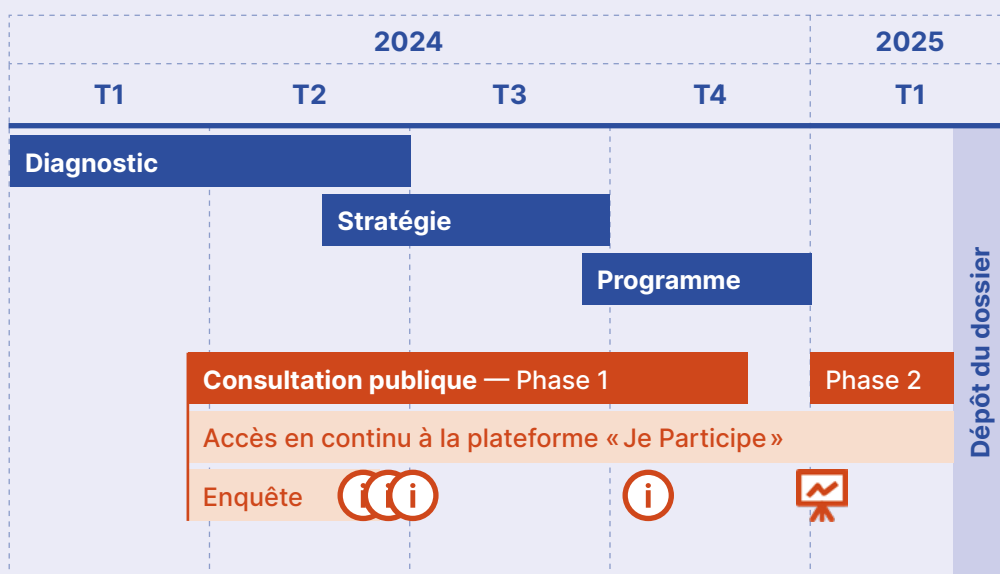 2024
2025
T1
T2
T3
T4
T1
Diagnostic
Stratégie
Programme
Consultation publique — Phase 1
Phase 2
Accès en continu à la plateforme « Je Participe »
Enquête
i
i
i
i
Dépôt du dossier